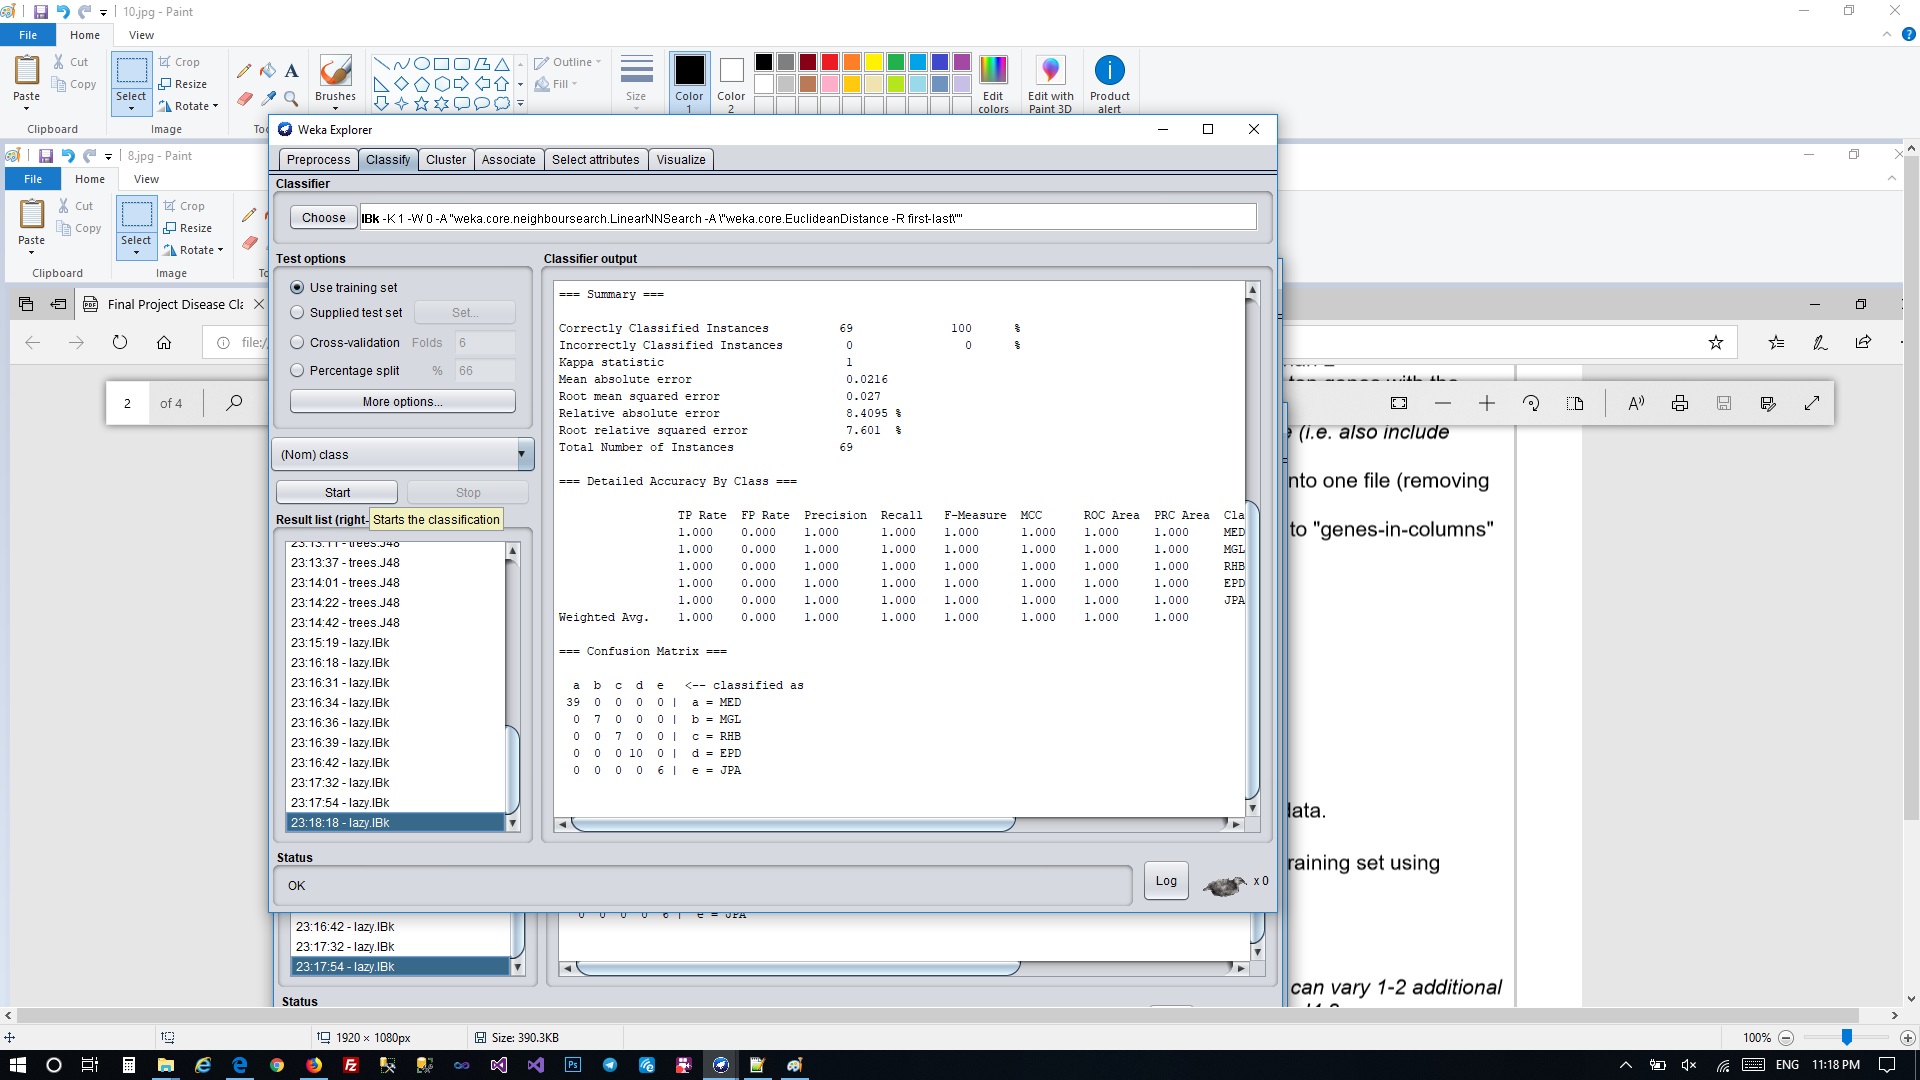 10.jpg - Paint
File Home View
Paste
Cut
Copy
Clipboard
Select
Crop
Resize
Rotate
Image
Brushes
Outline
Fill
Size
Color 1
Color 2
Edit colors
Edit with Paint 3D
Product alert
8.jpg - Paint
File Home View
Paste
Cut
Copy
Clipboard
Select
Crop
Resize
Rotate
Image
Final Project Disease Cl
file:/
2 of 4
Weka Explorer
Preprocess Classify Cluster Associate Select attributes Visualize
Classifier
Choose IBk -K 1 -W 0 -A "weka.core.neighboursearch.LinearNNSearch -A \"weka.core.EuclideanDistance -R first-last\""
Test options
Use training set
Supplied test set Set...
Cross-validation Folds 6
Percentage split % 66
More options...
(Nom) class
Start Stop
Result list (right-
Starts the classification
23:13:11 - trees.J48
23:13:37 - trees.J48
23:14:01 - trees.J48
23:14:22 - trees.J48
23:14:42 - trees.J48
23:15:19 - lazy.IBk
23:16:18 - lazy.IBk
23:16:31 - lazy.IBk
23:16:34 - lazy.IBk
23:16:36 - lazy.IBk
23:16:39 - lazy.IBk
23:16:42 - lazy.IBk
23:17:32 - lazy.IBk
23:17:54 - lazy.IBk
23:18:18 - lazy.IBk
Classifier output
=== Summary ===
Correctly Classified Instances 69 100 %
Incorrectly Classified Instances 0 0 %
Kappa statistic 1
Mean absolute error 0.0216
Root mean squared error 0.027
Relative absolute error 8.4095 %
Root relative squared error 7.601 %
Total Number of Instances 69
=== Detailed Accuracy By Class ===
TP Rate FP Rate Precision Recall F-Measure MCC ROC Area PRC Area Cla
1.000 0.000 1.000 1.000 1.000 1.000 1.000 1.000 MED
1.000 0.000 1.000 1.000 1.000 1.000 1.000 1.000 MGL
1.000 0.000 1.000 1.000 1.000 1.000 1.000 1.000 RHB
1.000 0.000 1.000 1.000 1.000 1.000 1.000 1.000 EPD
1.000 0.000 1.000 1.000 1.000 1.000 1.000 1.000 JPA
Weighted Avg. 1.000 0.000 1.000 1.000 1.000 1.000 1.000 1.000
=== Confusion Matrix ===
a b c d e <-- classified as
39 0 0 0 0 | a = MED
0 7 0 0 0 | b = MGL
0 0 7 0 0 | c = RHB
0 0 0 10 0 | d = EPD
0 0 0 0 6 | e = JPA
Status
OK
Log x 0
0 0 0 0 6 | e = JPA
23:16:42 - lazy.IBk
23:17:32 - lazy.IBk
23:17:54 - lazy.IBk
Status
top genes with the
(i.e. also include
nto one file (removing
to "genes-in-columns"
data.
raining set using
can vary 1-2 additional
1920 × 1080px
Size: 390.3KB
100%
ENG 11:18 PM